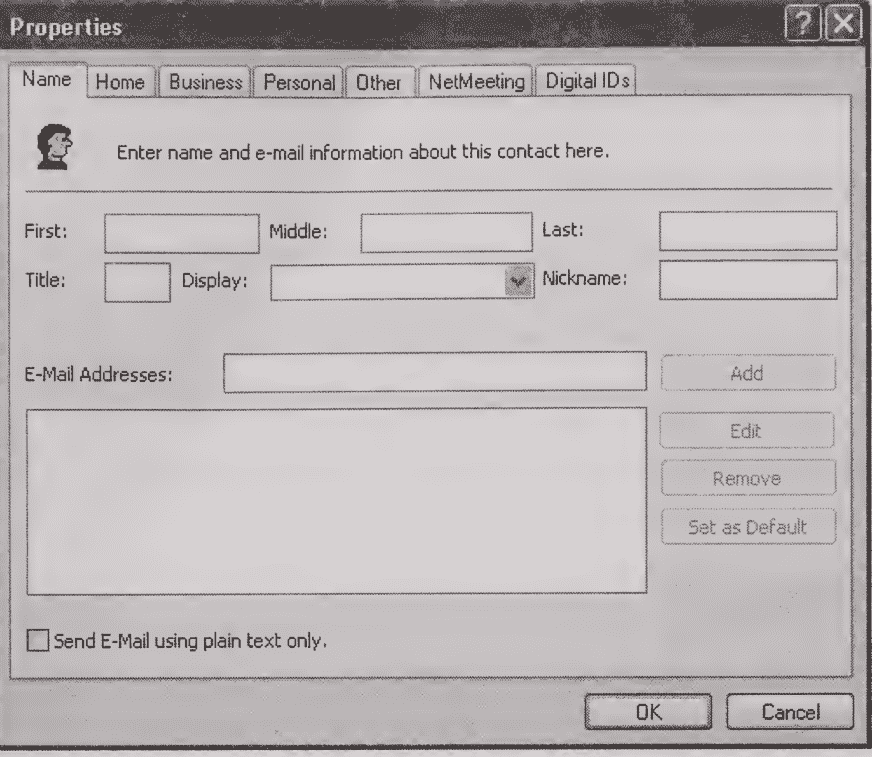 Properties ? X
Name Home Business Personal Other NetMeeting Digital IDs
Enter name and e-mail information about this contact here.
First: Middle: Last:
Title: Display: Nickname:
E-Mail Addresses: Add
Edit
Remove
Set as Default
Send E-Mail using plain text only.
OK Cancel